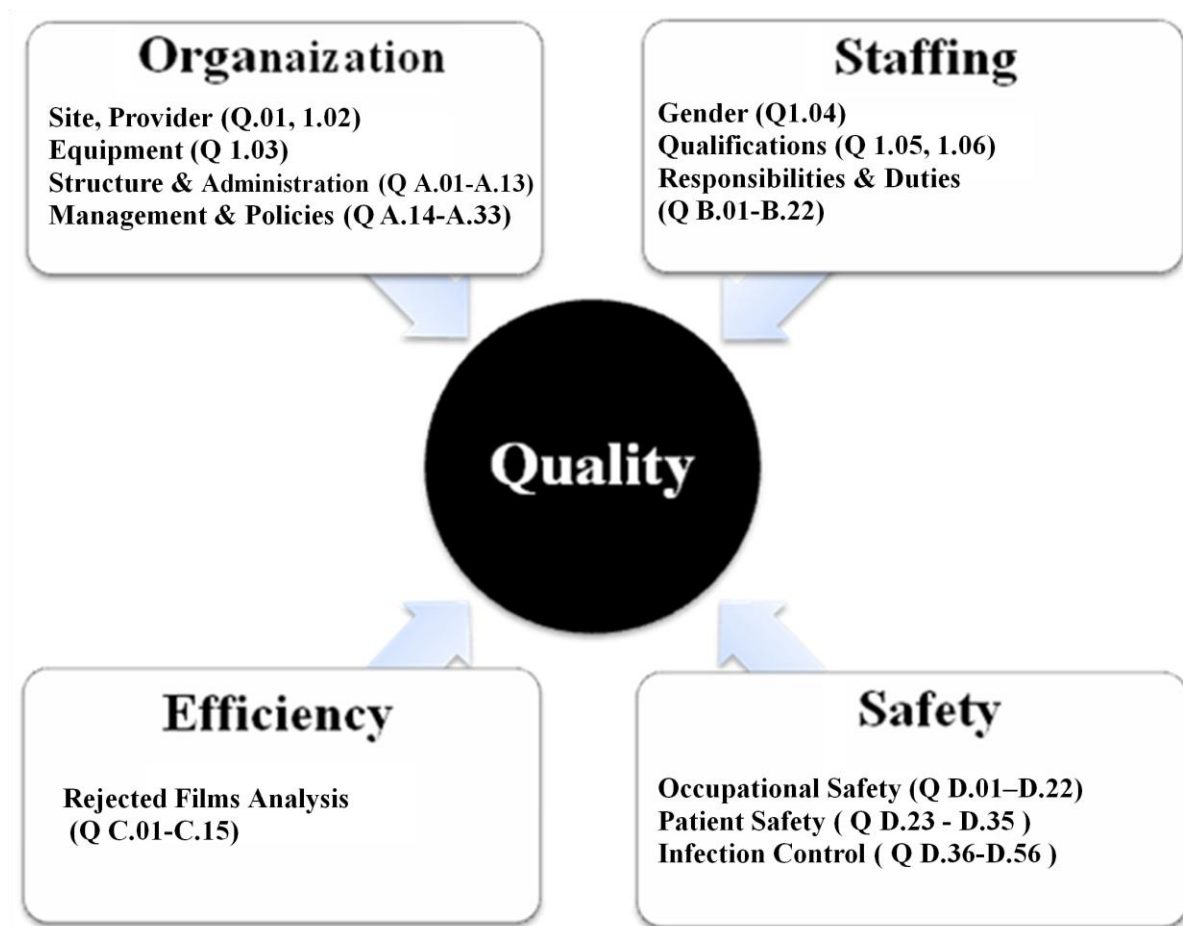 Organaization
Site, Provider (Q.01, 1.02)
Equipment (Q 1.03)
Structure & Administration (Q A.01-A.13)
Management & Policies (Q A.14-A.33)
Staffing
Gender (Q1.04)
Qualifications (Q 1.05, 1.06)
Responsibilities & Duties
(Q B.01-B.22)
Quality
Efficiency
Rejected Films Analysis
(Q C.01-C.15)
Safety
Occupational Safety (Q D.01–D.22)
Patient Safety ( Q D.23 - D.35 )
Infection Control ( Q D.36-D.56 )